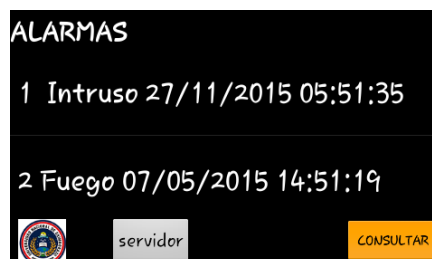 ALARMAS
1 Intruso 27/11/2015 05:51:35
2 Fuego 07/05/2015 14:51:19
servidor
CONSULTAR